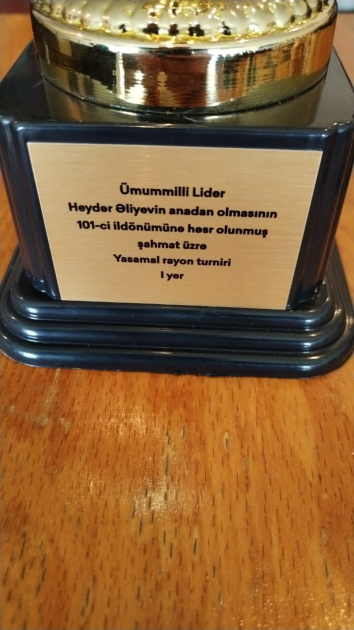 Ümummilli Lider
Heydər Əliyevin anadan olmasının
101-ci ildönümünə həsr olunmuş
şahmat üzrə
Yasamal rayon turniri
I yer